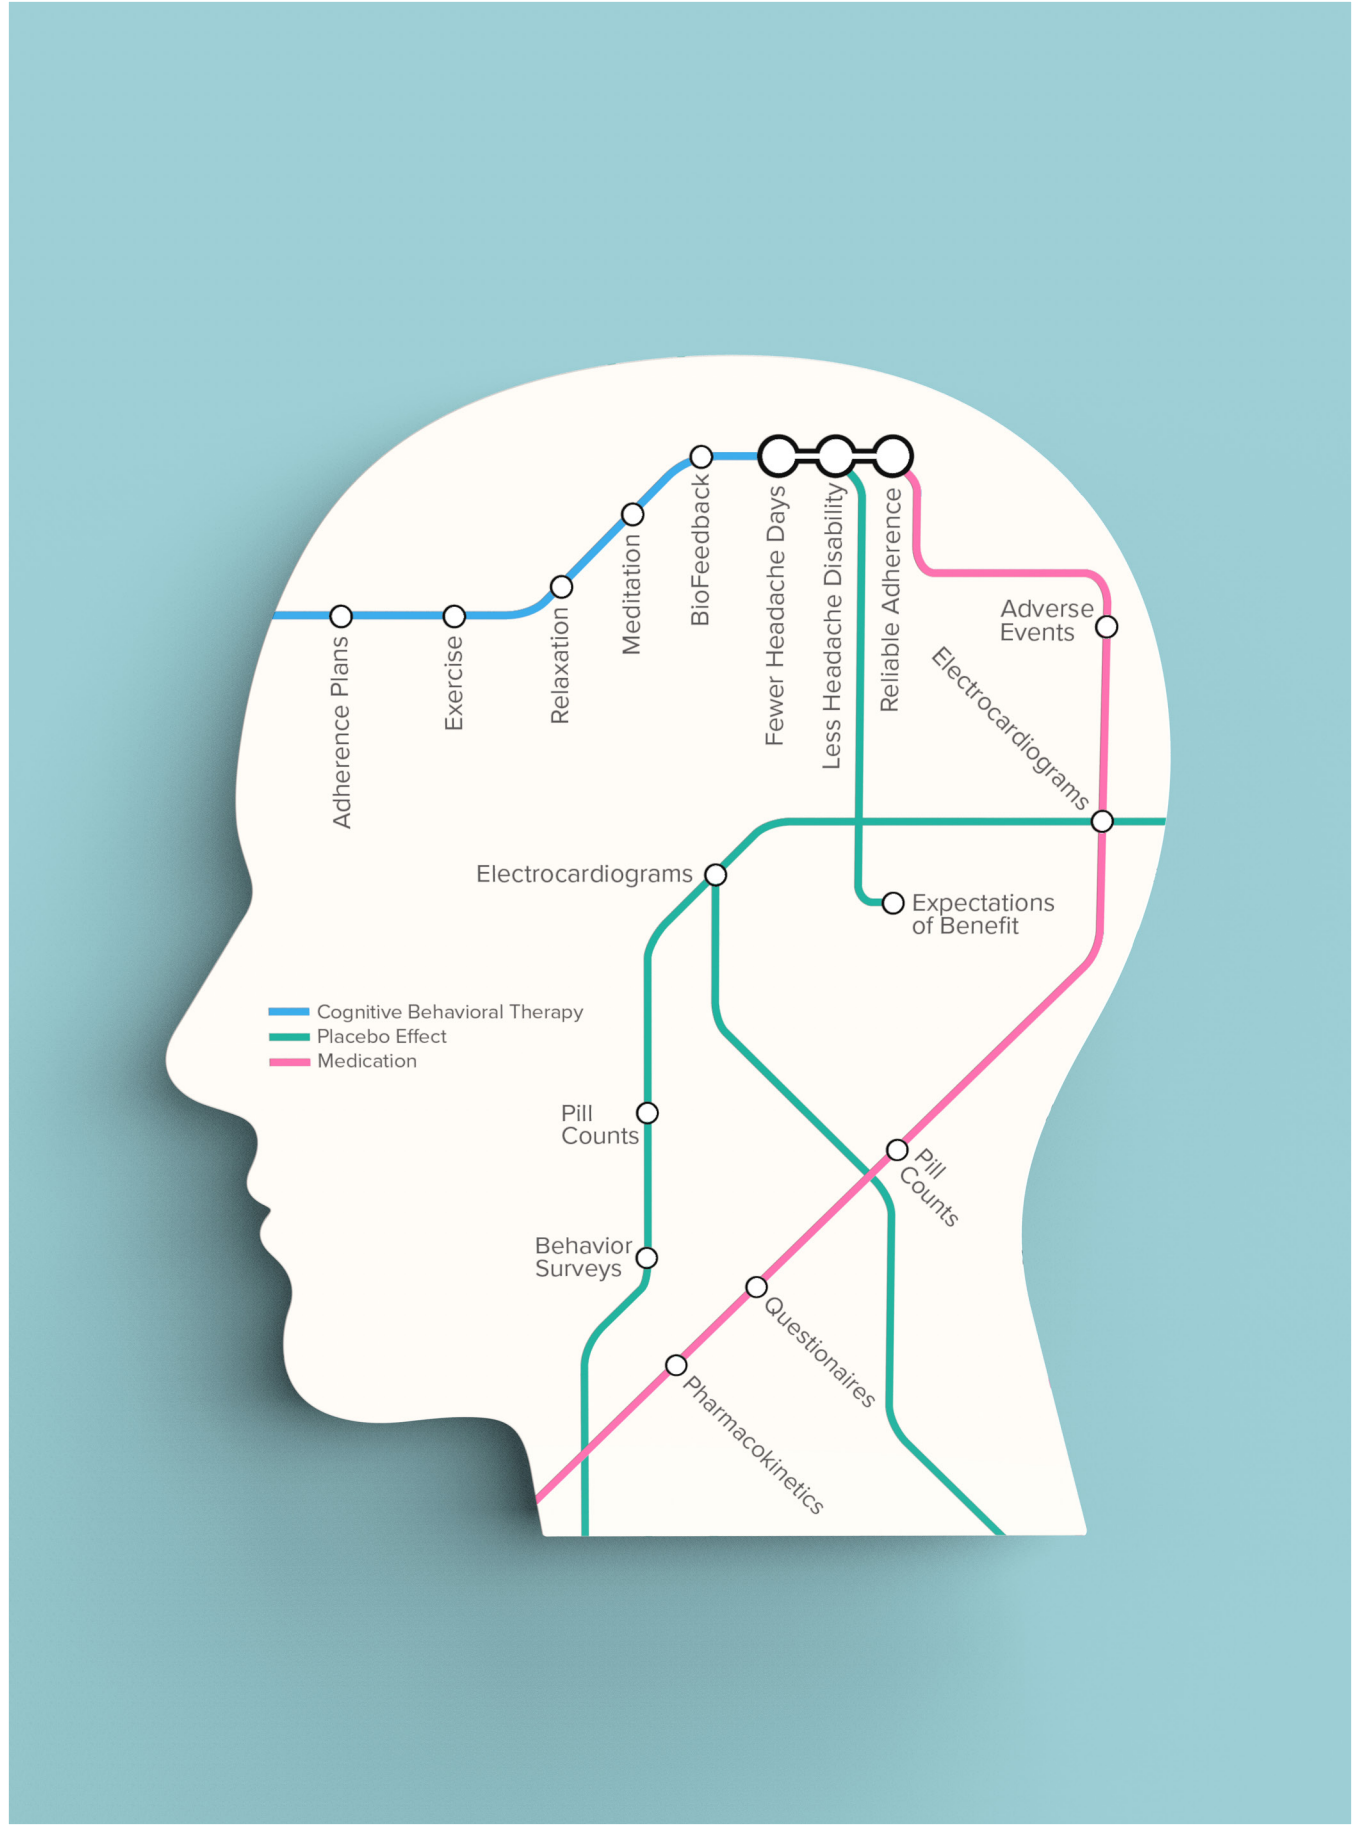 Adherence Plans
Exercise
Relaxation
Meditation
BioFeedback
Fewer Headache Days
Less Headache Disability
Reliable Adherence
Adverse
Events
Electrocardiograms
Electrocardiograms
Expectations
of Benefit
Cognitive Behavioral Therapy
Placebo Effect
Medication
Pill
Counts
Pill
Counts
Behavior
Surveys
Questionaires
Pharmacokinetics